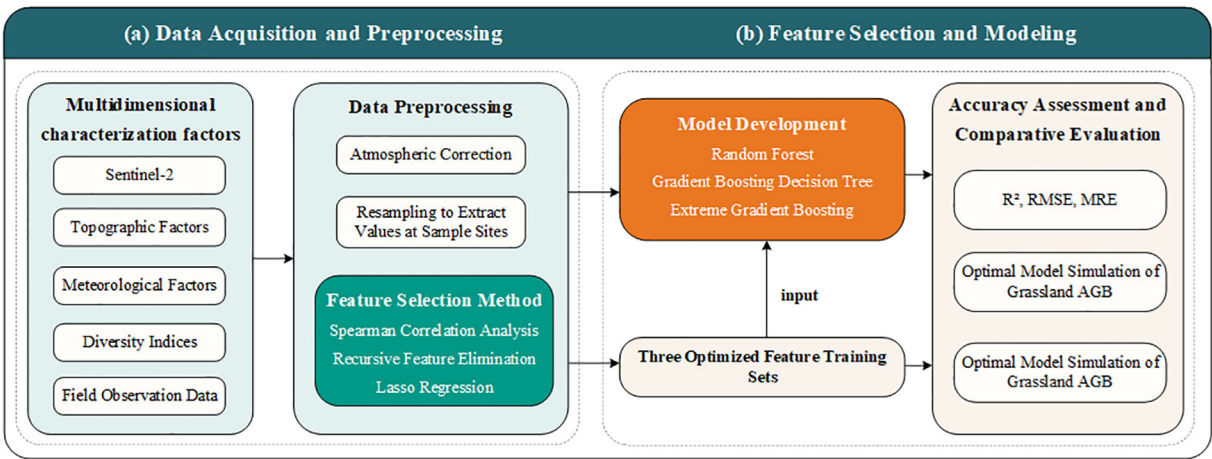 (a) Data Acquisition and Preprocessing
(b) Feature Selection and Modeling
Multidimensional
characterization factors
Sentinel-2
Topographic Factors
Meteorological Factors
Diversity Indices
Field Observation Data
Data Preprocessing
Atmospheric Correction
Resampling to Extract
Values at Sample Sites
Feature Selection Method
Spearman Correlation Analysis
Recursive Feature Elimination
Lasso Regression
Model Development
Random Forest
Gradient Boosting Decision Tree
Extreme Gradient Boosting
input
Three Optimized Feature Training
Sets
Accuracy Assessment and
Comparative Evaluation
R², RMSE, MRE
Optimal Model Simulation of
Grassland AGB
Optimal Model Simulation of
Grassland AGB